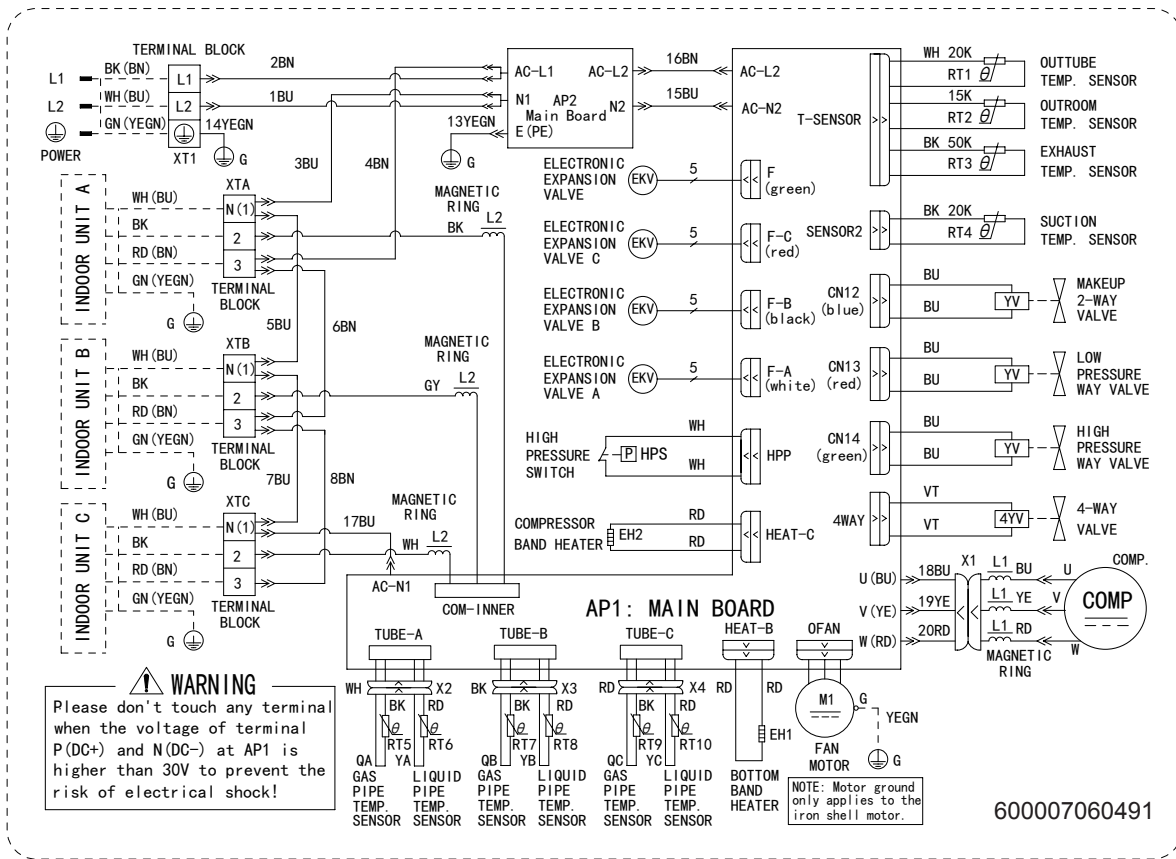 TERMINAL BLOCK
L1
BK(BN)
L1
2BN
L2
WH(BU)
L2
1BU
GN(YEGN)
14YEGN
G
POWER
XT1
AC-L1
AC-L2
N1
AP2
N2
Main Board
E(PE)
13YEGN
G
16BN
15BU
AC-L2
AC-N2
T-SENSOR
WH 20K
RT1 θ
OUTTUBE
TEMP. SENSOR
15K
RT2 θ
OUTROOM
TEMP. SENSOR
BK 50K
RT3 θ
EXHAUST
TEMP. SENSOR
SENSOR2
BK 20K
RT4 θ
SUCTION
TEMP. SENSOR
3BU
4BN
INDOOR UNIT A
WH(BU)
BK
RD(BN)
GN(YEGN)
G
XTA
N(1)
2
3
TERMINAL
BLOCK
MAGNETIC
RING
BK
L2
5BU
6BN
INDOOR UNIT B
WH(BU)
BK
RD(BN)
GN(YEGN)
G
XTB
N(1)
2
3
TERMINAL
BLOCK
MAGNETIC
RING
GY
L2
7BU
8BN
INDOOR UNIT C
WH(BU)
BK
RD(BN)
GN(YEGN)
G
XTC
N(1)
2
3
TERMINAL
BLOCK
17BU
MAGNETIC
RING
WH
L2
AC-N1
COM-INNER
ELECTRONIC
EXPANSION
VALVE
EKV
5
F
(green)
ELECTRONIC
EXPANSION
VALVE C
EKV
5
F-C
(red)
ELECTRONIC
EXPANSION
VALVE B
EKV
5
F-B
(black)
ELECTRONIC
EXPANSION
VALVE A
EKV
5
F-A
(white)
HIGH
PRESSURE
SWITCH
P
HPS
WH
WH
HPP
COMPRESSOR
BAND HEATER
EH2
RD
RD
HEAT-C
CN12
(blue)
BU
BU
YV
MAKEUP
2-WAY
VALVE
CN13
(red)
BU
BU
YV
LOW
PRESSURE
WAY VALVE
CN14
(green)
BU
BU
YV
HIGH
PRESSURE
WAY VALVE
4WAY
VT
VT
4YV
4-WAY
VALVE
U(BU)
18BU
X1
L1
BU
U
COMP.
V(YE)
19YE
L1
YE
V
COMP
W(RD)
20RD
L1
RD
W
MAGNETIC
RING
AP1: MAIN BOARD
TUBE-A
TUBE-B
TUBE-C
HEAT-B
OFAN
WH
X2
BK
RD
θ
RT5
θ
RT6
QA
YA
GAS
PIPE
TEMP.
SENSOR
LIQUID
PIPE
TEMP.
SENSOR
BK
X3
BK
RD
θ
RT7
θ
RT8
QB
YB
GAS
PIPE
TEMP.
SENSOR
LIQUID
PIPE
TEMP.
SENSOR
RD
X4
BK
RD
θ
RT9
θ
RT10
QC
YC
GAS
PIPE
TEMP.
SENSOR
LIQUID
PIPE
TEMP.
SENSOR
RD
RD
EH1
BOTTOM
BAND
HEATER
M1
G
YEGN
G
FAN
MOTOR
NOTE: Motor ground
only applies to the
iron shell motor.
WARNING
Please don't touch any terminal
when the voltage of terminal
P(DC+) and N(DC-) at AP1 is
higher than 30V to prevent the
risk of electrical shock!
600007060491